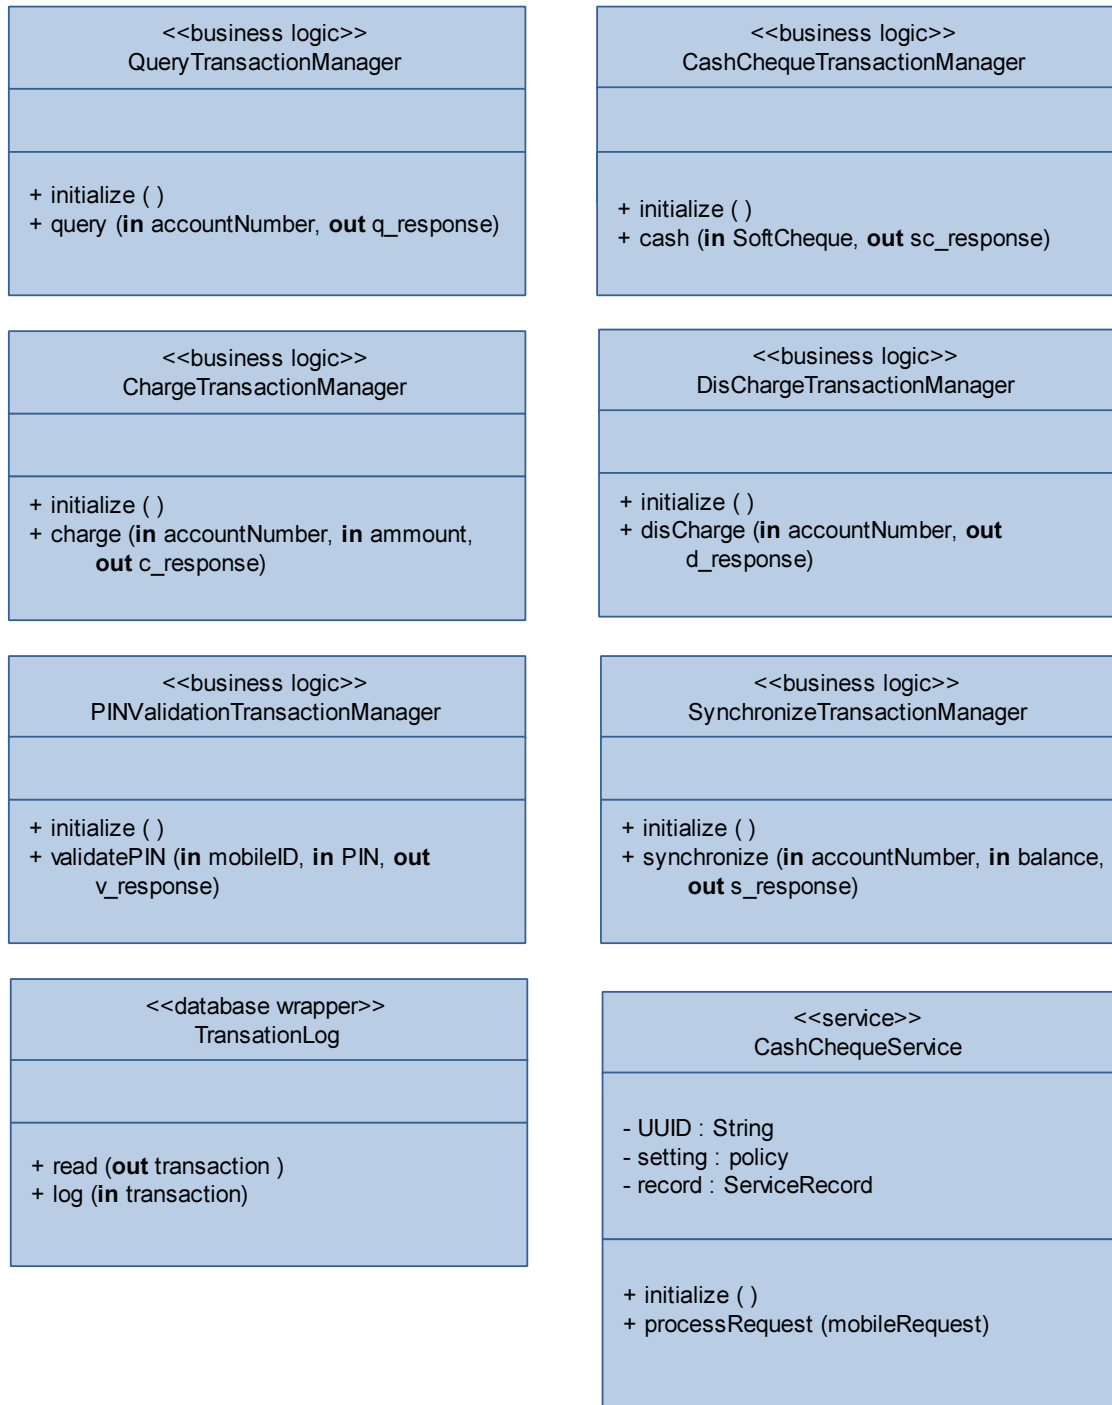 <<business logic>>
QueryTransactionManager
+ initialize ( )
+ query (in accountNumber, out q_response)
<<business logic>>
CashChequeTransactionManager
+ initialize ( )
+ cash (in SoftCheque, out sc_response)
<<business logic>>
ChargeTransactionManager
+ initialize ( )
+ charge (in accountNumber, in ammount,
out c_response)
<<business logic>>
DisChargeTransactionManager
+ initialize ( )
+ disCharge (in accountNumber, out
d_response)
<<business logic>>
PINValidationTransactionManager
+ initialize ( )
+ validatePIN (in mobileID, in PIN, out
v_response)
<<business logic>>
SynchronizeTransactionManager
+ initialize ( )
+ synchronize (in accountNumber, in balance,
out s_response)
<<database wrapper>>
TransationLog
+ read (out transaction )
+ log (in transaction)
<<service>>
CashChequeService
- UUID : String
- setting : policy
- record : ServiceRecord
+ initialize ( )
+ processRequest (mobileRequest)